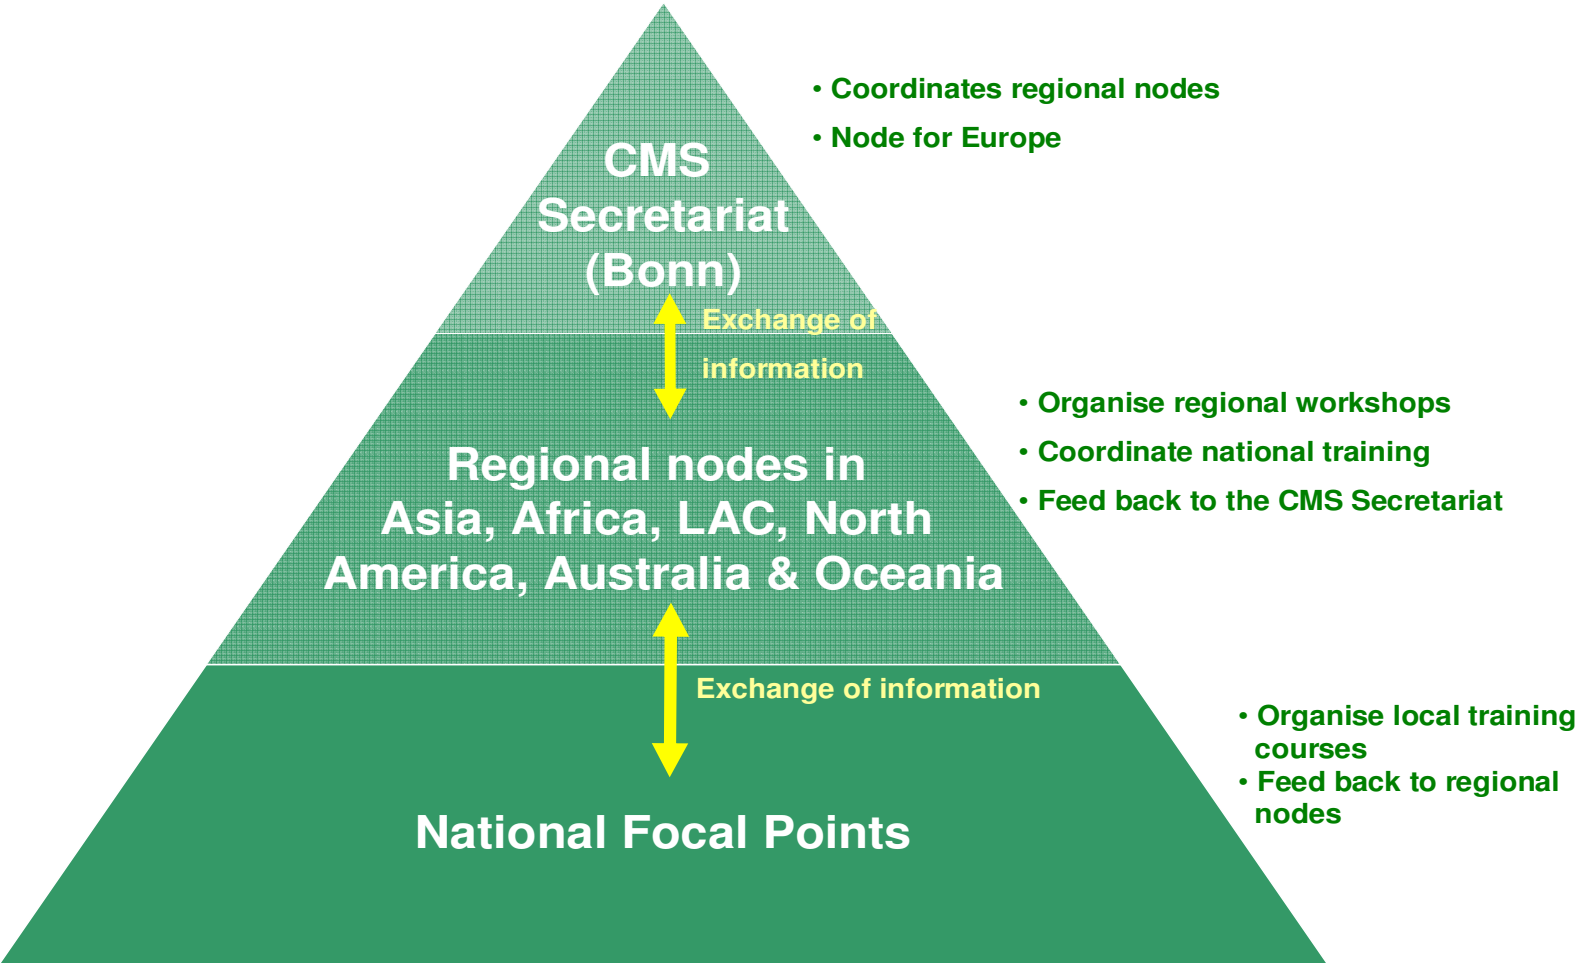 • Coordinates regional nodes
• Node for Europe
CMS
Secretariat
(Bonn)
Exchange of
information
• Organise regional workshops
• Coordinate national training
• Feed back to the CMS Secretariat
Regional nodes in
Asia, Africa, LAC, North
America, Australia & Oceania
Exchange of information
• Organise local training
courses
• Feed back to regional
nodes
National Focal Points